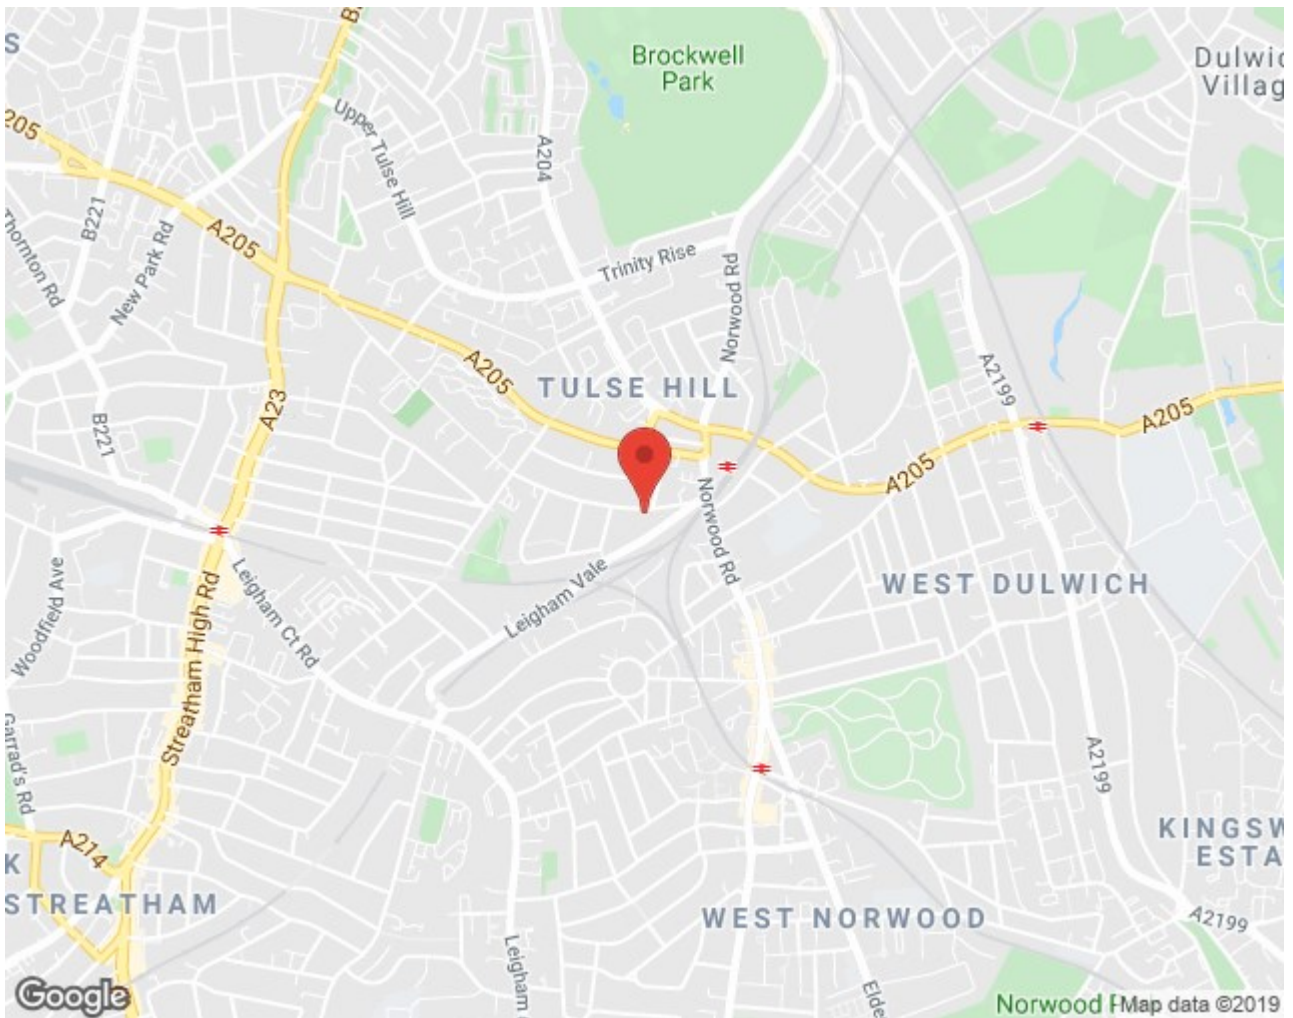 B
S
Brockwell
Park
Dulwic
Villag
205
Upper Tulse Hill
A204
Thornton Rd
B221
New Park Rd
A205
Trinity Rise
Norwood Rd
A205
TULSE HILL
A2199
A23
B221
A205
A205
Norwood Rd
Leigham Vale
WEST DULWICH
Woodfield Ave
Leigham Ct Rd
Streatham High Rd
Garrad's Rd
A2199
A214
K
STREATHAM
KINGSW
ESTA
WEST NORWOOD
A2199
Leigham
Elde
Google
Norwood P
Map data ©2019